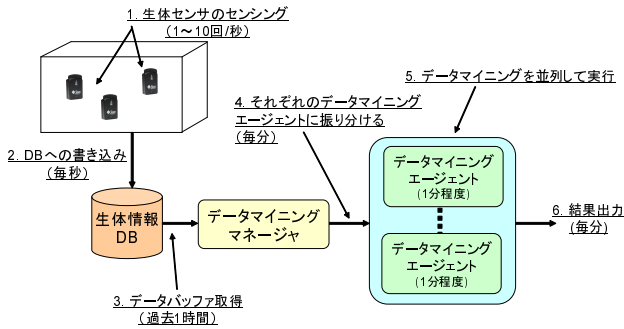 1. 生体センサのセンシング
(1～10回/秒)
2. DBへの書き込み
(毎秒)
生体情報
DB
3. データバッファ取得
(過去1時間)
データマイニング
マネージャ
4. それぞれのデータマイニング
エージェントに振り分ける
(毎分)
5. データマイニングを並列して実行
データマイニング
エージェント
(1分程度)
データマイニング
エージェント
(1分程度)
6. 結果出力
(毎分)